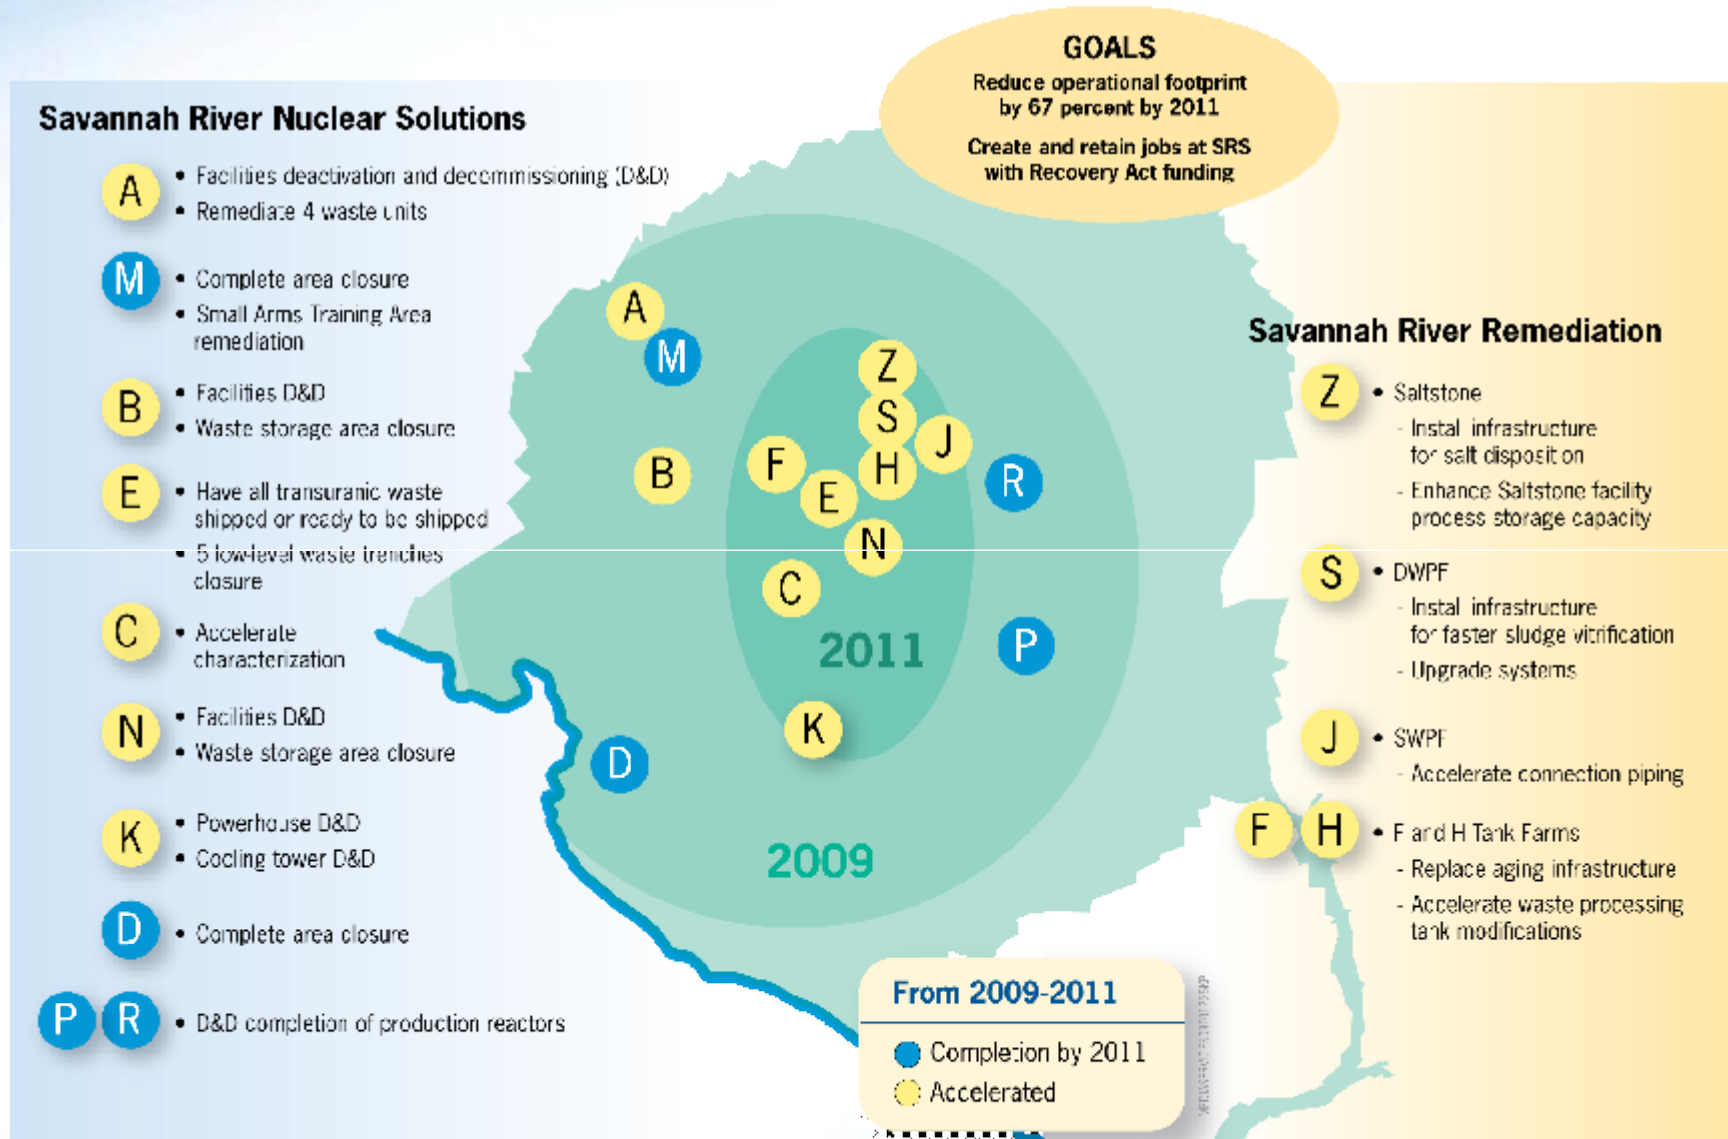 GOALS
Reduce operational footprint
by 67 percent by 2011
Create and retain jobs at SRS
with Recovery Act funding
Savannah River Nuclear Solutions
A
• Facilities deactivation and decommissioning (D&D)
• Remediate 4 waste units
M
• Complete area closure
• Small Arms Training Area
remediation
B
• Facilities D&D
• Waste storage area closure
E
• Have all transuranic waste
shipped or ready to be shipped
• 5 low-level waste trenches
closure
C
• Accelerate
characterization
N
• Facilities D&D
• Waste storage area closure
K
• Powerhouse D&D
• Cooling tower D&D
D
• Complete area closure
P R
• D&D completion of production reactors
A
M
Z
S
J
F
H
B
E
R
N
C
2011
P
K
D
2009
Savannah River Remediation
Z
• Saltstone
- Install infrastructure
for salt disposition
- Enhance Saltstone facility
process storage capacity
S
• DWPF
- Install infrastructure
for faster sludge vitrification
- Upgrade systems
J
• SWPF
- Accelerate connection piping
F H
• F and H Tank Farms
- Replace aging infrastructure
- Accelerate waste processing
tank modifications
From 2009-2011
Completion by 2011
Accelerated